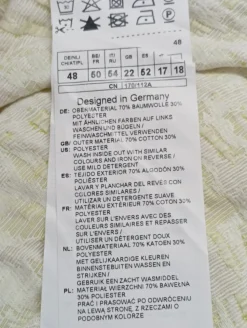 48
DE/NL/ CH/AT/PL BE/ FR IT/ RU GB ES
48 50 54 22 52 17 18
CN 170/112A
Designed in Germany
DE: OBERMATERIAL 70% BAUMWOLLE 30%
POLYESTER
MIT ÄHNLICHEN FARBEN AUF LINKS
WASCHEN UND BÜGELN /
FEINWASCHMITTEL VERWENDEN
GB: OUTER MATERIAL 70% COTTON 30%
US: POLYESTER
WASH INSIDE OUT WITH SIMILAR
COLOURS AND IRON ON REVERSE /
USE MILD DETERGENT
ES: TEJIDO EXTERIOR 70% ALGODÓN 30%
POLIÉSTER
LAVAR Y PLANCHAR DEL REVÉS CON
COLORES SIMILARES /
UTILIZAR UN DETERGENTE SUAVE
FR: MATÉRIAU EXTÉRIEUR 70% COTON 30%
POLYESTER
LAVER SUR L'ENVERS AVEC DES
COULEURS SIMILAIRES ET REPASSER
SUR L'ENVERS /
UTILISER UN DÉTERGENT DOUX
NL: BOVENMATERIAAL 70% KATOEN 30%
POLYESTER
MET GELIJKAARDIGE KLEUREN
BINNENSTEBUITEN WASSEN EN
STRIJKEN /
GEBRUIK EEN ZACHT WASMIDDEL
PL: MATERIAŁ WIERZCHNI 70% BAWEŁNA
30% POLIESTER
PRAĆ I PRASOWAĆ PO ODWRÓCENIU
NA LEWĄ STRONĘ, Z RZECZAMI O
PODOBNYM KOLORZE